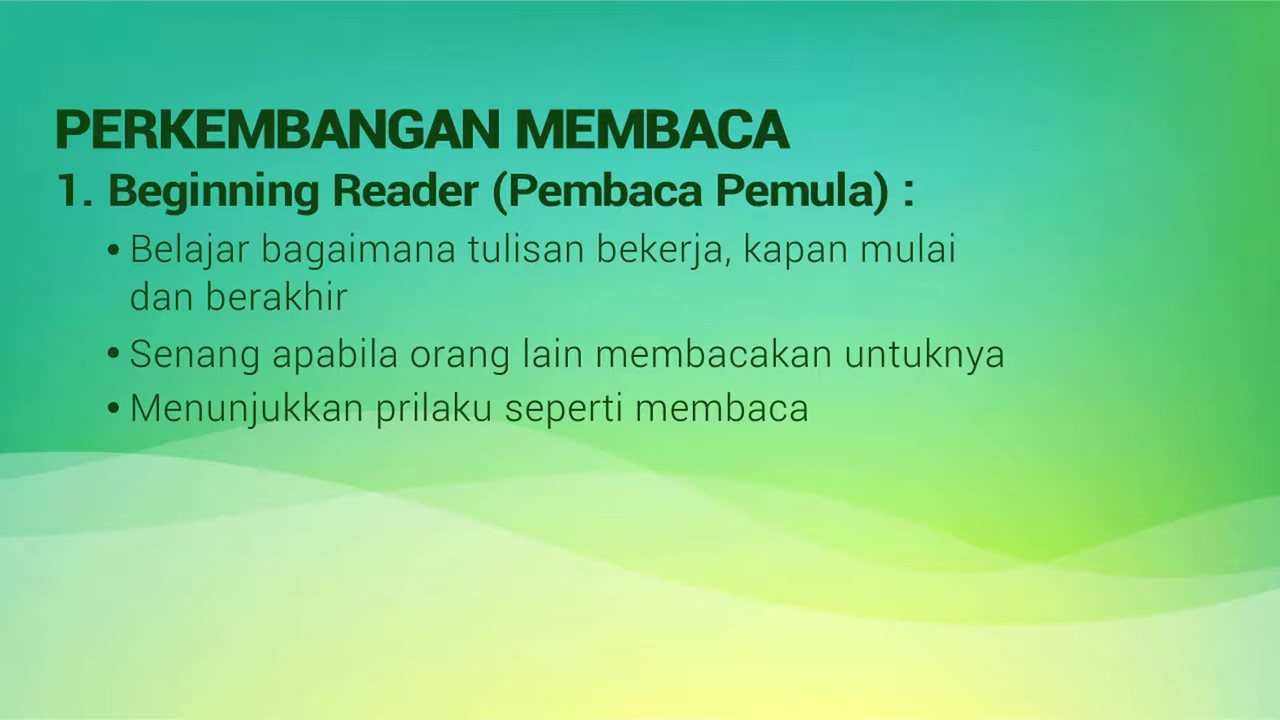 PERKEMBANGAN MEMBACA
1. Beginning Reader (Pembaca Pemula) :
• Belajar bagaimana tulisan bekerja, kapan mulai
dan berakhir
• Senang apabila orang lain membacakan untuknya
• Menunjukkan prilaku seperti membaca